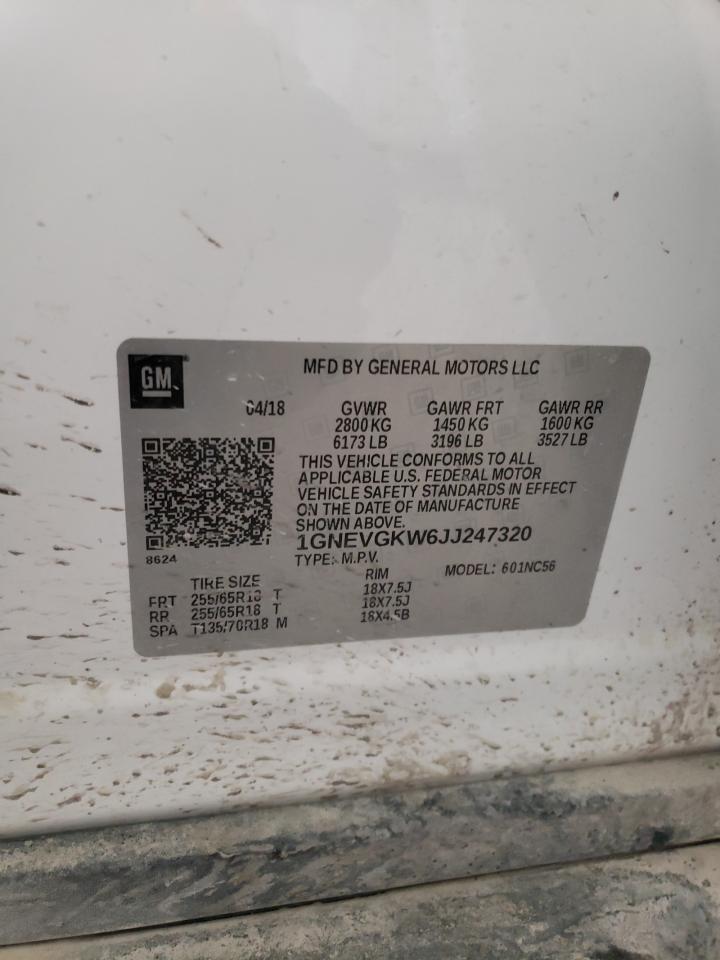 GM
MFD BY GENERAL MOTORS LLC
04/18 GVWR GAWR FRT GAWR RR
2800 KG 1450 KG 1600 KG
6173 LB 3196 LB 3527 LB
THIS VEHICLE CONFORMS TO ALL
APPLICABLE U.S. FEDERAL MOTOR
VEHICLE SAFETY STANDARDS IN EFFECT
ON THE DATE OF MANUFACTURE
SHOWN ABOVE.
1GNEVGKW6JJ247320
8624
TYPE: M.P.V. MODEL: 601NC56
TIRE SIZE RIM
FRT 255/65R18 T 18X7.5J
RR 255/65R18 T 18X7.5J
SPA T135/70R18 M 18X4.5B